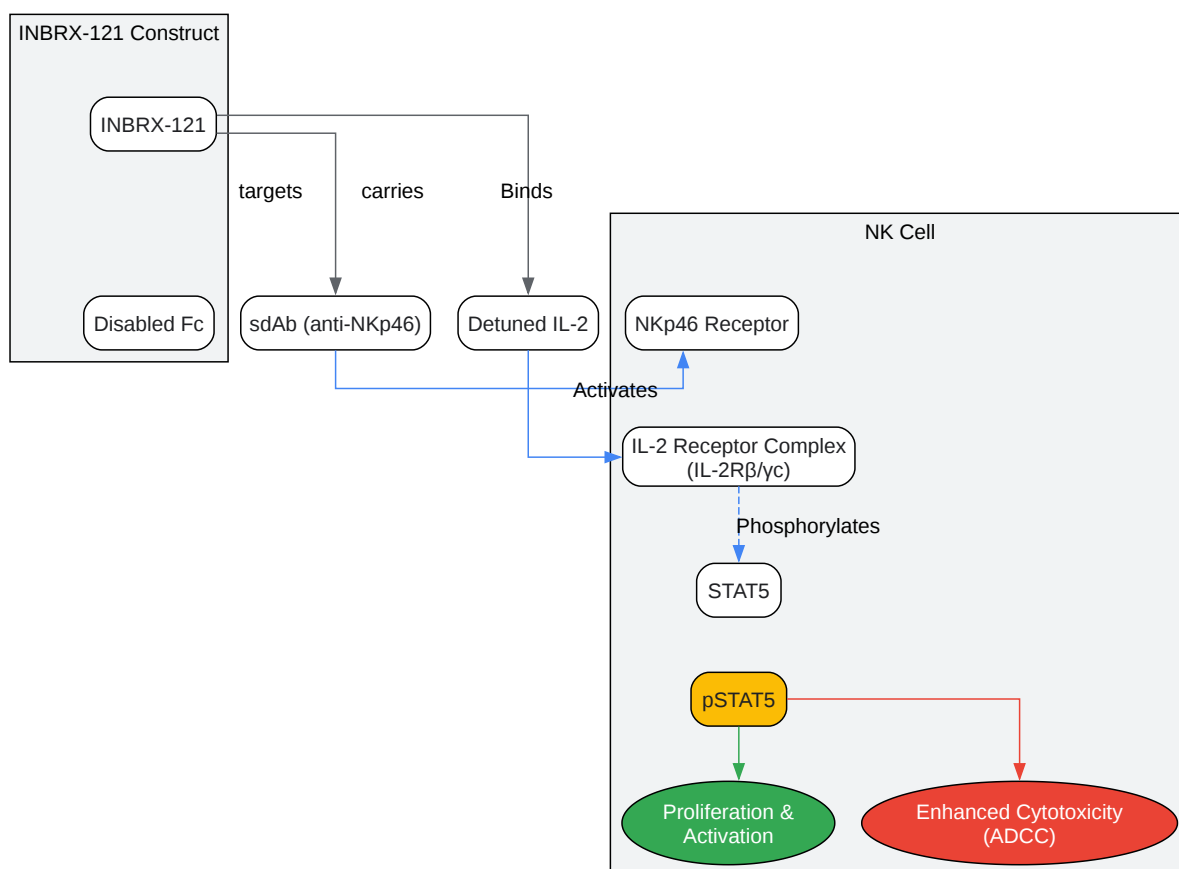 INBRX-121 Construct
INBRX-121
targets
carries
Binds
NK Cell
Disabled Fc
sdAb (anti-NKp46)
Detuned IL-2
NKp46 Receptor
Activates
IL-2 Receptor Complex
(IL-2Rβ/γc)
Phosphorylates
STAT5
pSTAT5
Proliferation &
Activation
Enhanced Cytotoxicity
(ADCC)